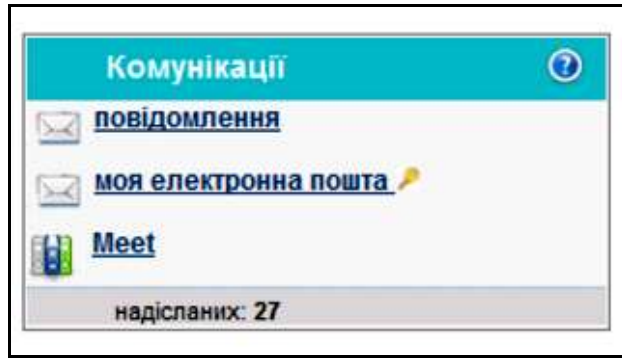 Комунікації
повідомлення
моя електронна пошта
Meet
надісланих: 27